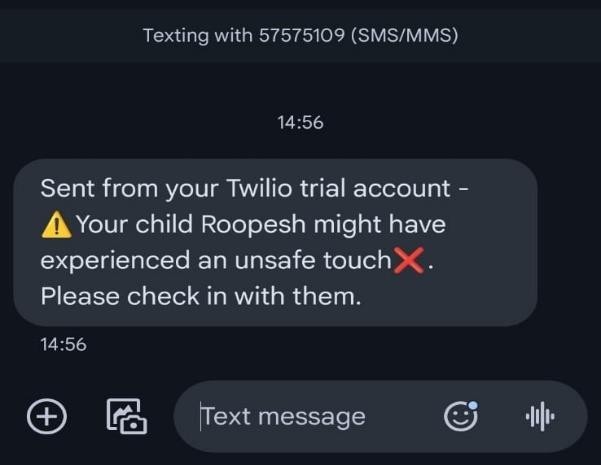 Texting with 57575109 (SMS/MMS)
14:56
Sent from your Twilio trial account -
⚠️Your child Roopesh might have
experienced an unsafe touch❌.
Please check in with them.
14:56
Text message